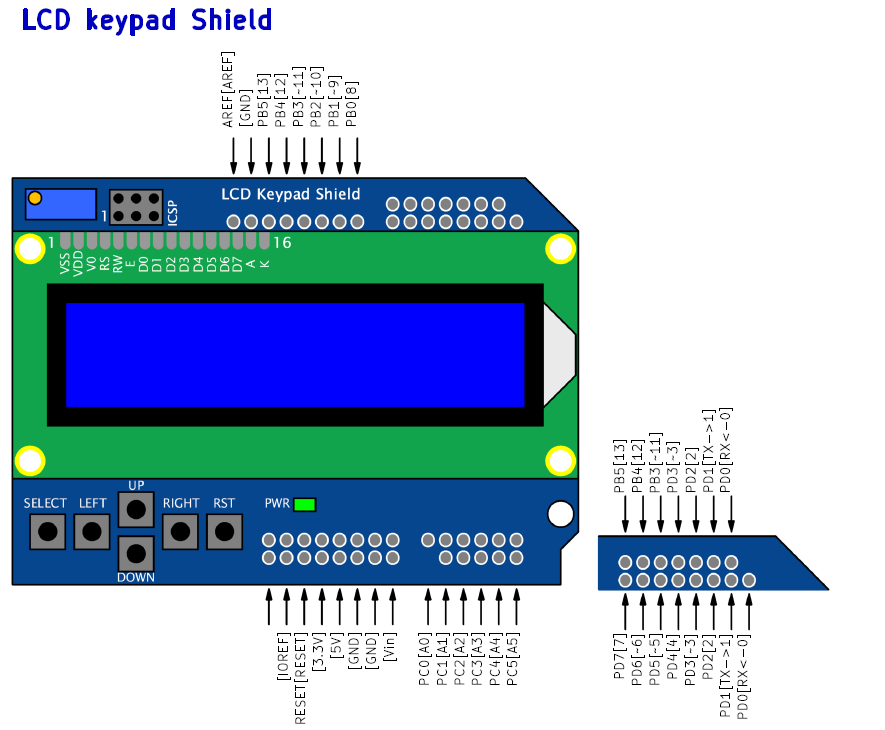 LCD keypad Shield
AREF[AREF]
[GND]
PB5[13]
PB4[12]
PB3[~11]
PB2[~10]
PB1[~9]
PB0[8]
LCD Keypad Shield
1
ICSP
1
16
VSS
VDD
V0
RS
RW
E
D0
D1
D2
D3
D4
D5
D6
D7
A
K
SELECT
LEFT
UP
DOWN
RIGHT
RST
PWR
[IOREF]
RESET[RESET]
[3.3V]
[5V]
[GND]
[GND]
[Vin]
PC0[A0]
PC1[A1]
PC2[A2]
PC3[A3]
PC4[A4]
PC5[A5]
PB5[13]
PB4[12]
PB3[~11]
PD3[~3]
PD2[2]
PD1[TX->1]
PD0[RX<-0]
PD7[7]
PD6[~6]
PD5[~5]
PD4[4]
PD3[~3]
PD2[2]
PD1[TX->1]
PD0[RX<-0]